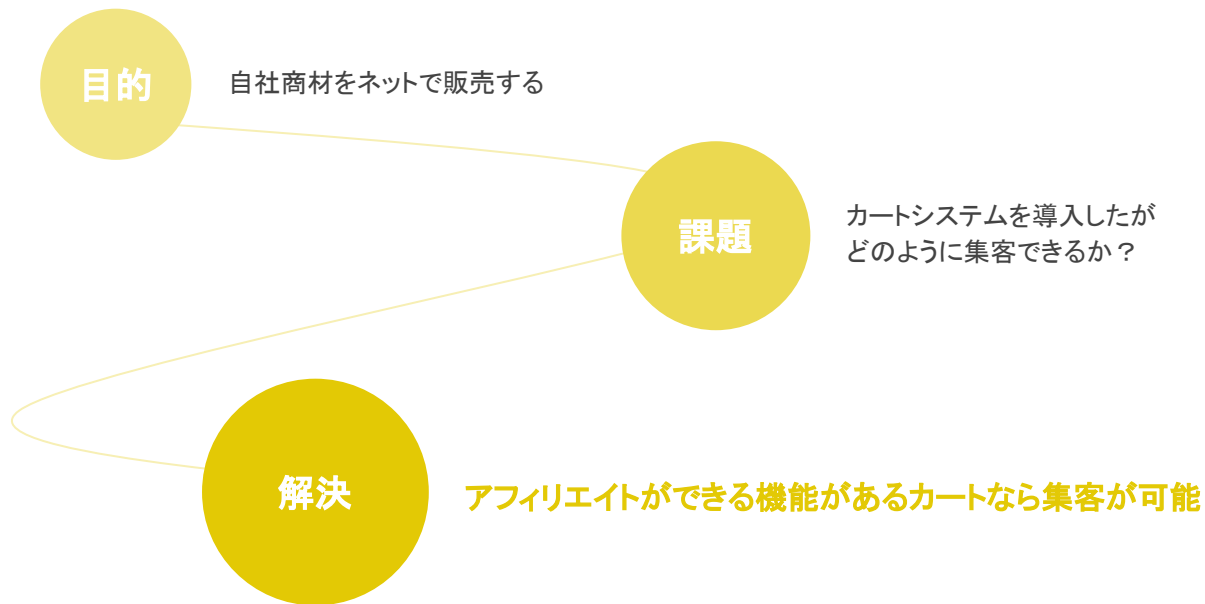 目的
自社商材をネットで販売する
課題
カートシステムを導入したが
どのように集客できるか？
解決
アフィリエイトができる機能があるカートなら集客が可能